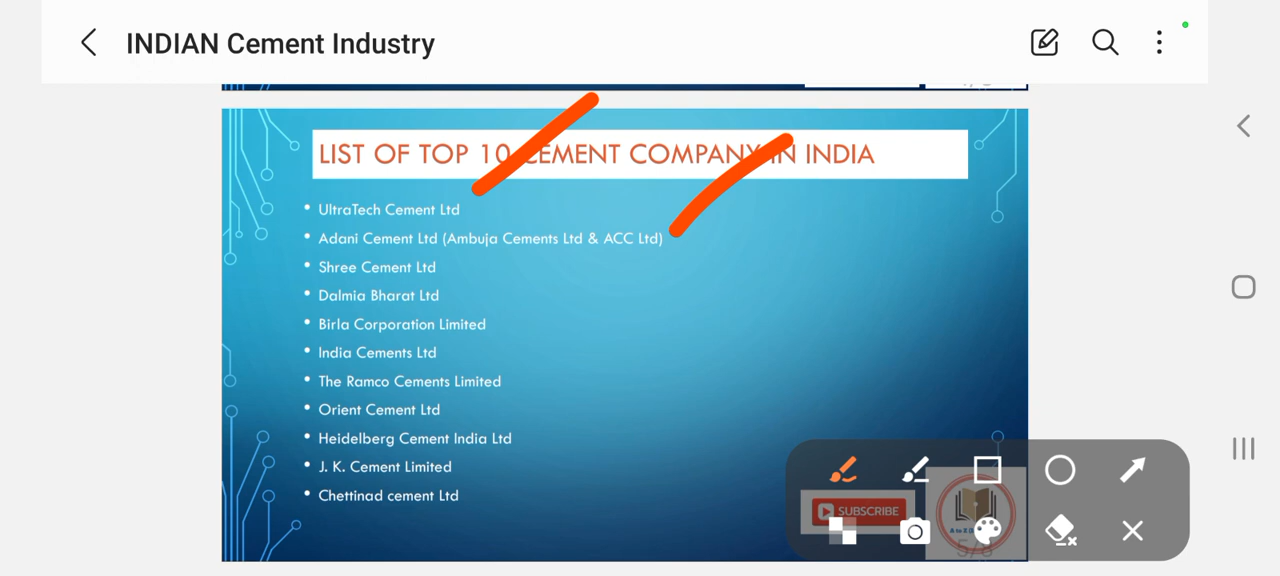 INDIAN Cement Industry
LIST OF TOP 10 CEMENT COMPANY IN INDIA
• UltraTech Cement Ltd
• Adani Cement Ltd (Ambuja Cements Ltd & ACC Ltd)
• Shree Cement Ltd
• Dalmia Bharat Ltd
• Birla Corporation Limited
• India Cements Ltd
• The Ramco Cements Limited
• Orient Cement Ltd
• Heidelberg Cement India Ltd
• J. K. Cement Limited
• Chettinad cement Ltd
SUBSCRIBE
5/8